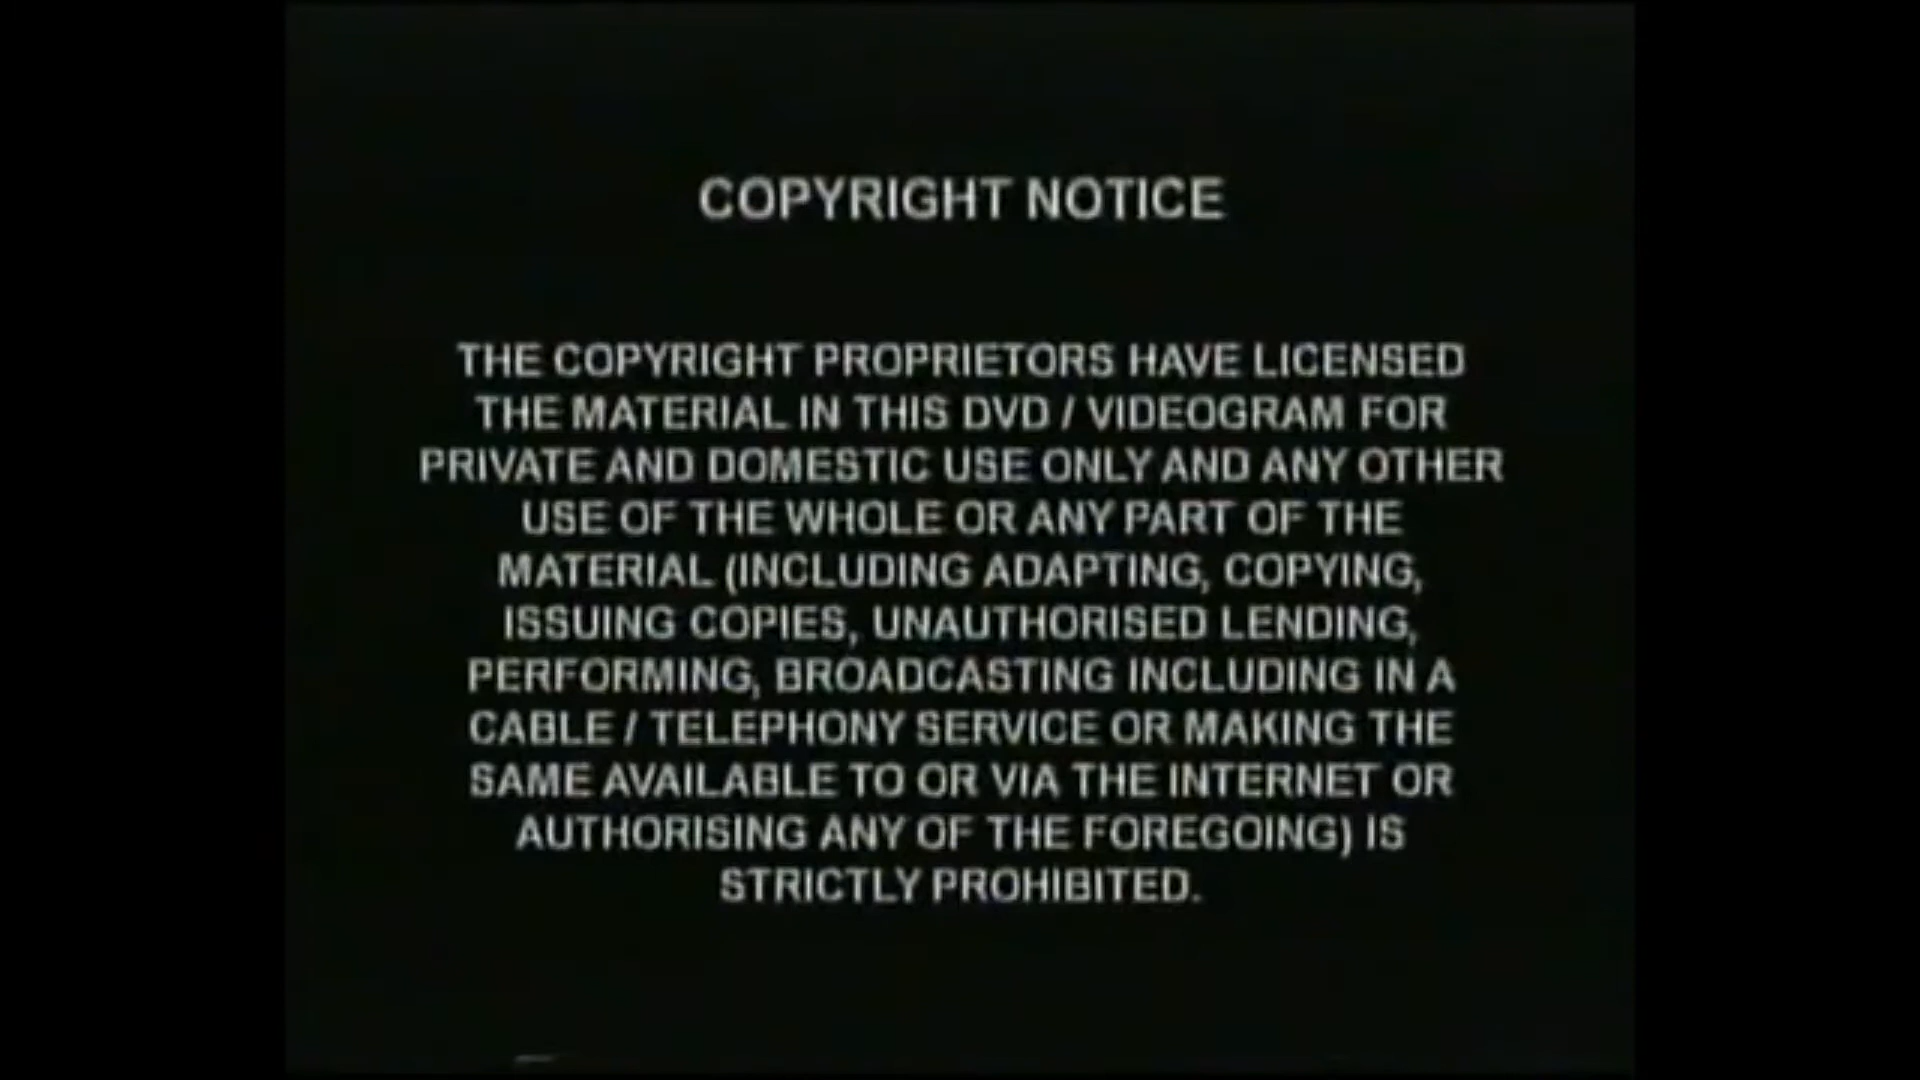 COPYRIGHT NOTICE
THE COPYRIGHT PROPRIETORS HAVE LICENSED
THE MATERIAL IN THIS DVD / VIDEOGRAM FOR
PRIVATE AND DOMESTIC USE ONLY AND ANY OTHER
USE OF THE WHOLE OR ANY PART OF THE
MATERIAL (INCLUDING ADAPTING, COPYING,
ISSUING COPIES, UNAUTHORISED LENDING,
PERFORMING, BROADCASTING INCLUDING IN A
CABLE / TELEPHONY SERVICE OR MAKING THE
SAME AVAILABLE TO OR VIA THE INTERNET OR
AUTHORISING ANY OF THE FOREGOING) IS
STRICTLY PROHIBITED.